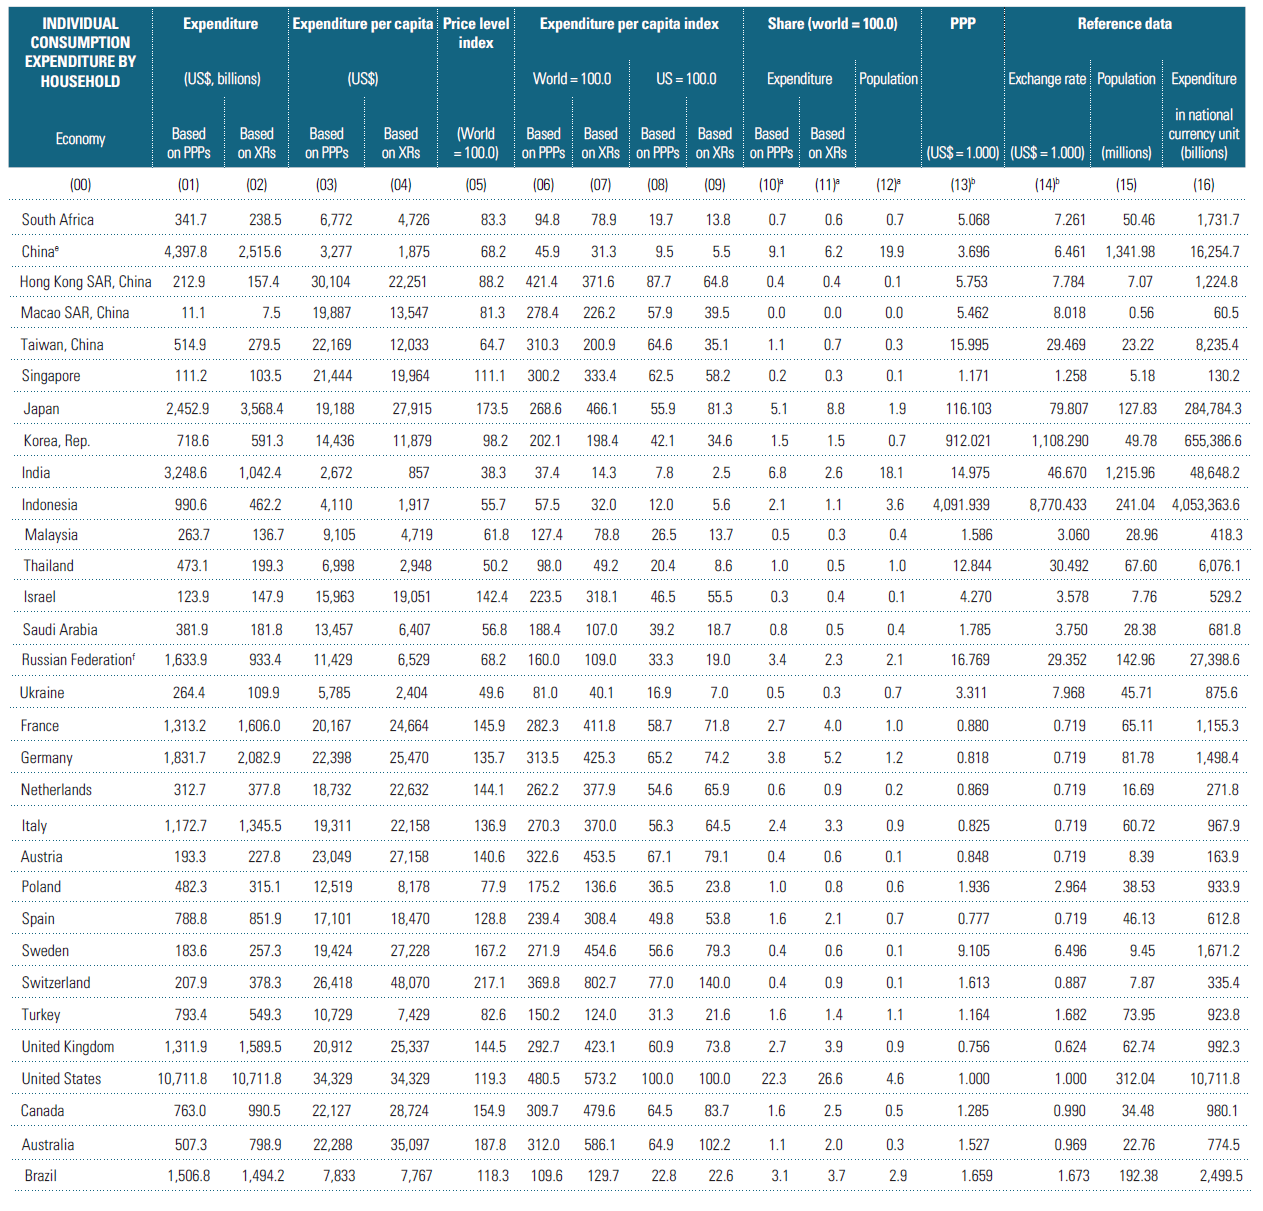 INDIVIDUAL CONSUMPTION EXPENDITURE BY HOUSEHOLD Expenditure Expenditure per capita Price level index Expenditure per capita index Share (world = 100.0) PPP Reference data
(US$, billions) (US$) World = 100.0 US = 100.0 Expenditure Population Exchange rate Population Expenditure
Economy Based on PPPs Based on XRs Based on PPPs Based on XRs (World = 100.0) Based on PPPs Based on XRs Based on PPPs Based on XRs Based on PPPs Based on XRs (US$ = 1.000) (US$ = 1.000) (millions) in national currency unit (billions)
(00) (01) (02) (03) (04) (05) (06) (07) (08) (09) (10)ª (11)ª (12)ª (13)ᵇ (14)ᵇ (15) (16)
South Africa 341.7 238.5 6,772 4,726 83.3 94.8 78.9 19.7 13.8 0.7 0.6 0.7 5.068 7.261 50.46 1,731.7
Chinaᵉ 4,397.8 2,515.6 3,277 1,875 68.2 45.9 31.3 9.5 5.5 9.1 6.2 19.9 3.696 6.461 1,341.98 16,254.7
Hong Kong SAR, China 212.9 157.4 30,104 22,251 88.2 421.4 371.6 87.7 64.8 0.4 0.4 0.1 5.753 7.784 7.07 1,224.8
Macao SAR, China 11.1 7.5 19,887 13,547 81.3 278.4 226.2 57.9 39.5 0.0 0.0 0.0 5.462 8.018 0.56 60.5
Taiwan, China 514.9 279.5 22,169 12,033 64.7 310.3 200.9 64.6 35.1 1.1 0.7 0.3 15.995 29.469 23.22 8,235.4
Singapore 111.2 103.5 21,444 19,964 111.1 300.2 333.4 62.5 58.2 0.2 0.3 0.1 1.171 1.258 5.18 130.2
Japan 2,452.9 3,568.4 19,188 27,915 173.5 268.6 466.1 55.9 81.3 5.1 8.8 1.9 116.103 79.807 127.83 284,784.3
Korea, Rep. 718.6 591.3 14,436 11,879 98.2 202.1 198.4 42.1 34.6 1.5 1.5 0.7 912.021 1,108.290 49.78 655,386.6
India 3,248.6 1,042.4 2,672 857 38.3 37.4 14.3 7.8 2.5 6.8 2.6 18.1 14.975 46.670 1,215.96 48,648.2
Indonesia 990.6 462.2 4,110 1,917 55.7 57.5 32.0 12.0 5.6 2.1 1.1 3.6 4,091.939 8,770.433 241.04 4,053,363.6
Malaysia 263.7 136.7 9,105 4,719 61.8 127.4 78.8 26.5 13.7 0.5 0.3 0.4 1.586 3.060 28.96 418.3
Thailand 473.1 199.3 6,998 2,948 50.2 98.0 49.2 20.4 8.6 1.0 0.5 1.0 12.844 30.492 67.60 6,076.1
Israel 123.9 147.9 15,963 19,051 142.4 223.5 318.1 46.5 55.5 0.3 0.4 0.1 4.270 3.578 7.76 529.2
Saudi Arabia 381.9 181.8 13,457 6,407 56.8 188.4 107.0 39.2 18.7 0.8 0.5 0.4 1.785 3.750 28.38 681.8
Russian Federationᶠ 1,633.9 933.4 11,429 6,529 68.2 160.0 109.0 33.3 19.0 3.4 2.3 2.1 16.769 29.352 142.96 27,398.6
Ukraine 264.4 109.9 5,785 2,404 49.6 81.0 40.1 16.9 7.0 0.5 0.3 0.7 3.311 7.968 45.71 875.6
France 1,313.2 1,606.0 20,167 24,664 145.9 282.3 411.8 58.7 71.8 2.7 4.0 1.0 0.880 0.719 65.11 1,155.3
Germany 1,831.7 2,082.9 22,398 25,470 135.7 313.5 425.3 65.2 74.2 3.8 5.2 1.2 0.818 0.719 81.78 1,498.4
Netherlands 312.7 377.8 18,732 22,632 144.1 262.2 377.9 54.6 65.9 0.6 0.9 0.2 0.869 0.719 16.69 271.8
Italy 1,172.7 1,345.5 19,311 22,158 136.9 270.3 370.0 56.3 64.5 2.4 3.3 0.9 0.825 0.719 60.72 967.9
Austria 193.3 227.8 23,049 27,158 140.6 322.6 453.5 67.1 79.1 0.4 0.6 0.1 0.848 0.719 8.39 163.9
Poland 482.3 315.1 12,519 8,178 77.9 175.2 136.6 36.5 23.8 1.0 0.8 0.6 1.936 2.964 38.53 933.9
Spain 788.8 851.9 17,101 18,470 128.8 239.4 308.4 49.8 53.8 1.6 2.1 0.7 0.777 0.719 46.13 612.8
Sweden 183.6 257.3 19,424 27,228 167.2 271.9 454.6 56.6 79.3 0.4 0.6 0.1 9.105 6.496 9.45 1,671.2
Switzerland 207.9 378.3 26,418 48,070 217.1 369.8 802.7 77.0 140.0 0.4 0.9 0.1 1.613 0.887 7.87 335.4
Turkey 793.4 549.3 10,729 7,429 82.6 150.2 124.0 31.3 21.6 1.6 1.4 1.1 1.164 1.682 73.95 923.8
United Kingdom 1,311.9 1,589.5 20,912 25,337 144.5 292.7 423.1 60.9 73.8 2.7 3.9 0.9 0.756 0.624 62.74 992.3
United States 10,711.8 10,711.8 34,329 34,329 119.3 480.5 573.2 100.0 100.0 22.3 26.6 4.6 1.000 1.000 312.04 10,711.8
Canada 763.0 990.5 22,127 28,724 154.9 309.7 479.6 64.5 83.7 1.6 2.5 0.5 1.285 0.990 34.48 980.1
Australia 507.3 798.9 22,288 35,097 187.8 312.0 586.1 64.9 102.2 1.1 2.0 0.3 1.527 0.969 22.76 774.5
Brazil 1,506.8 1,494.2 7,833 7,767 118.3 109.6 129.7 22.8 22.6 3.1 3.7 2.9 1.659 1.673 192.38 2,499.5